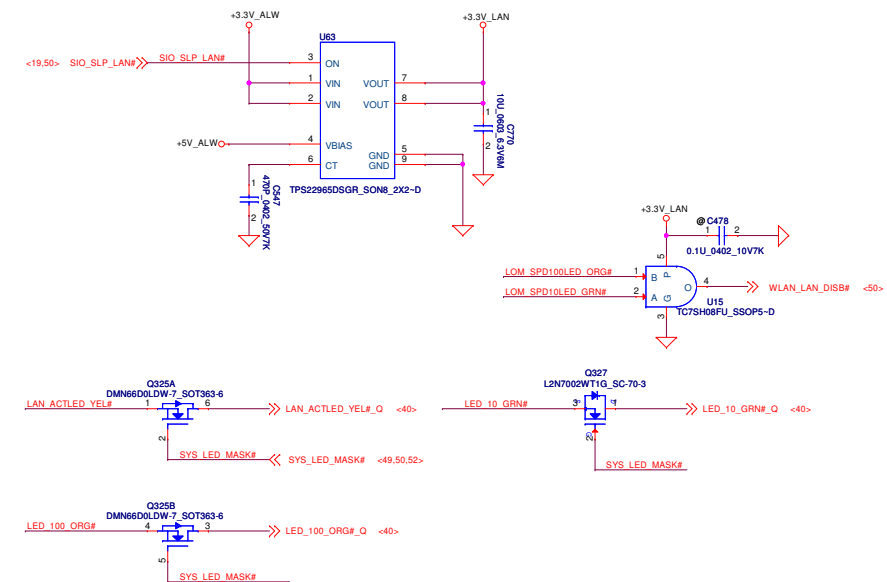 +3.3V_ALW
+3.3V_LAN
U63
<19,50> SIO_SLP_LAN# SIO_SLP_LAN# 3 ON
1 VIN VOUT 7
2 VIN VOUT 8
+5V_ALW 4 VBIAS
6 CT
GND 5
GND 9
TPS22965DSGR_SON8_2X2~D
1
2
C770
10U_0603_6.3V6M
1
2
C547
470P_0402_50V7K
+3.3V_LAN
@ C478
1 2
0.1U_0402_10V7K
5
LOM_SPD100LED_ORG# 1 B P
LOM_SPD10LED_GRN# 2 A G
O 4 WLAN_LAN_DISB# <50>
3
U15
TC7SH08FU_SSOP5~D
Q325A
DMN66D0LDW-7_SOT363-6
LAN_ACTLED_YEL# 1 6 LAN_ACTLED_YEL#_Q <40>
2
SYS_LED_MASK# <49,50,52>
Q327
L2N7002WT1G_SC-70-3
LED_10_GRN# 3 1 LED_10_GRN#_Q <40>
2
SYS_LED_MASK#
Q325B
DMN66D0LDW-7_SOT363-6
LED_100_ORG# 4 3 LED_100_ORG#_Q <40>
5
SYS_LED_MASK#